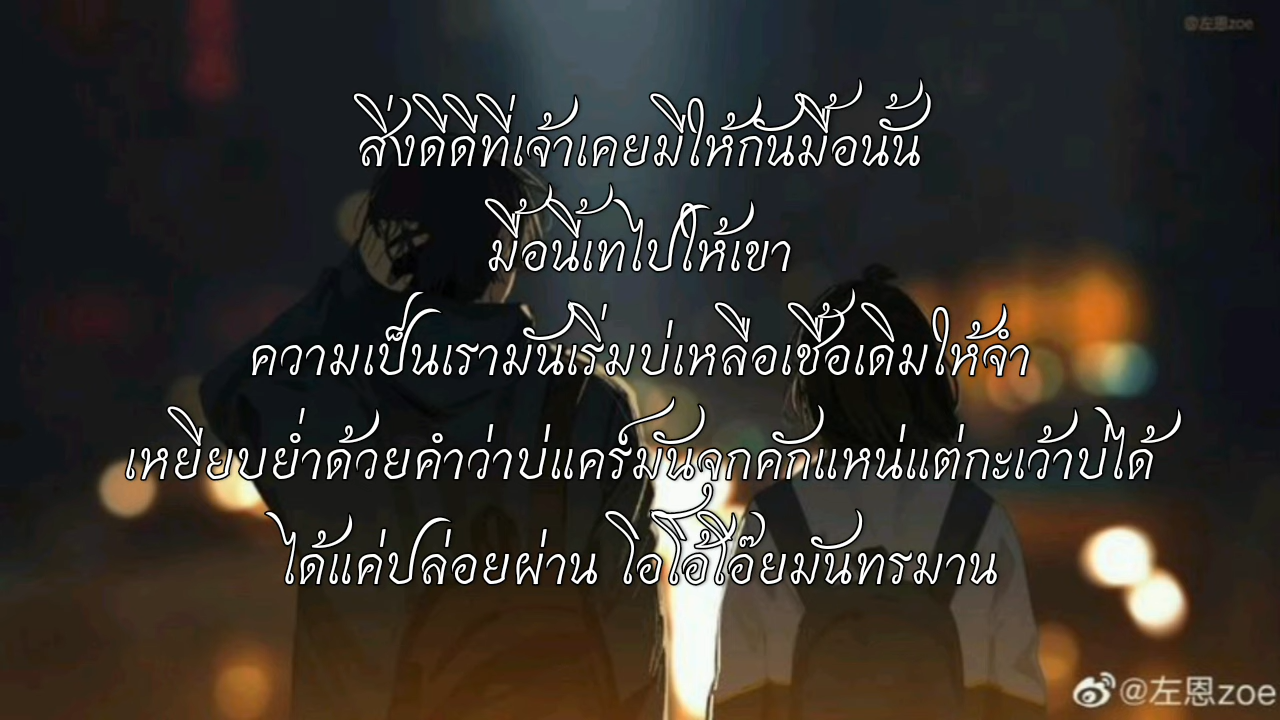 @左恩zoe
สิ่งดีดีที่เจ้าเคยมีให้กันมื้อนั้น
มื้อนี้เทไปให้เขา
ความเป็นเรามันเริ่มบ่เหลือเชื้อเดิมให้จำ
เหยียบย่ำด้วยคำว่าบ่แคร์มันจุกคักแหน่แต่กะเว้าบ่ได้
ได้แค่ปล่อยผ่าน โอโอ้โอ๊ยมันทรมาน
@左恩zoe